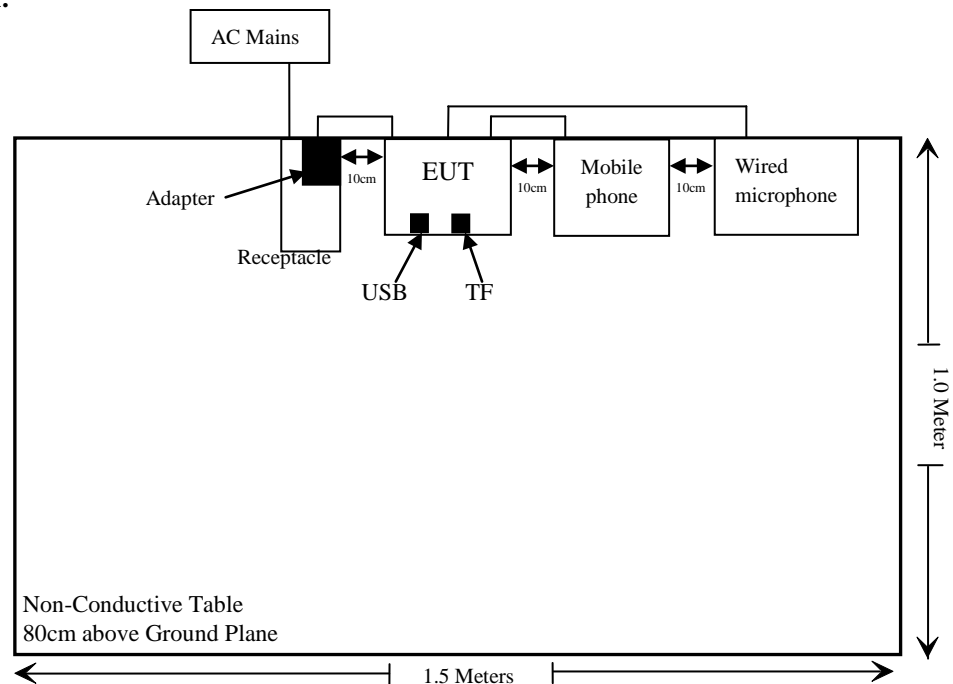 AC Mains
EUT
Mobile
phone
Wired
microphone
10cm
10cm
10cm
Adapter
Receptacle
USB
TF
1.0 Meter
Non-Conductive Table
80cm above Ground Plane
1.5 Meters